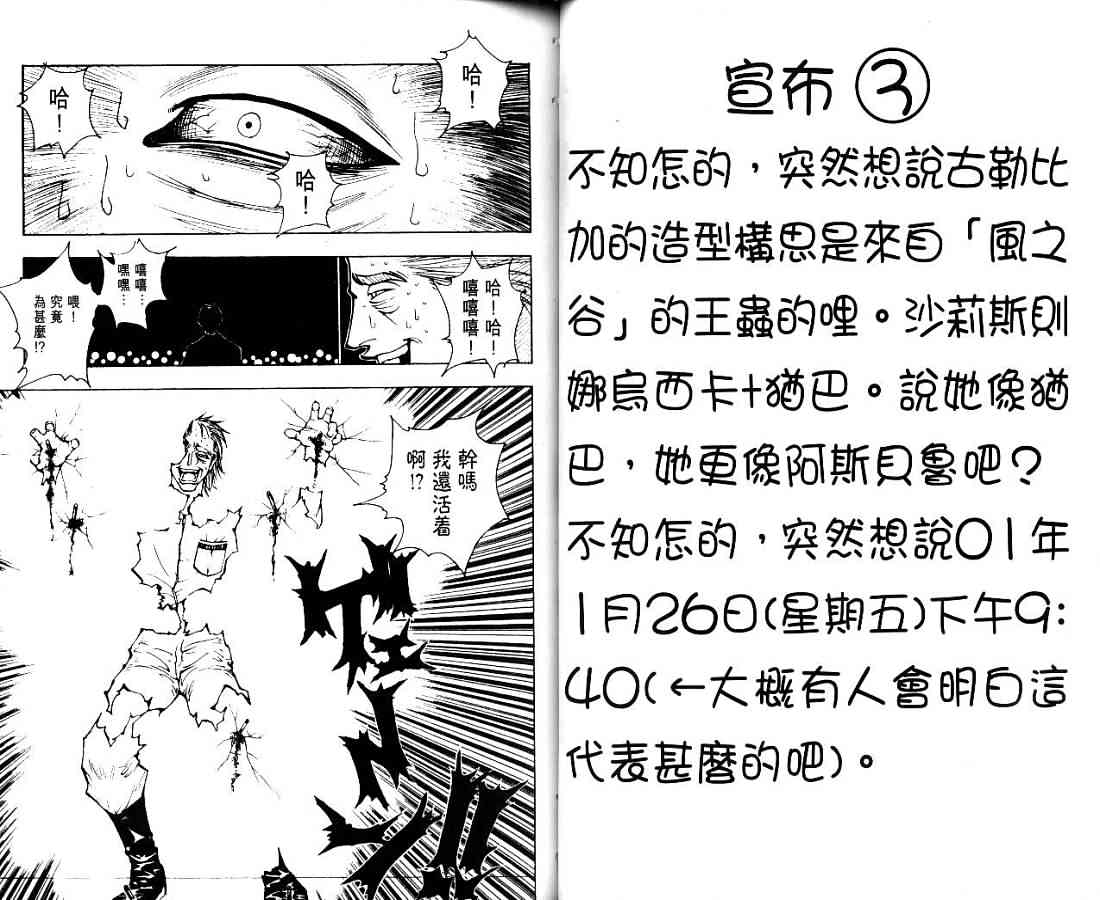 哈！
哈！
哈！
哈！哈！
嘻嘻嘻！
嘻嘻…
嘿嘿…
喂！
究竟
為甚麼!?
幹嗎
我還活着
啊!?
宣布③
不知怎的，突然想說古勒比
加的造型構思是來自「風之
谷」的王蟲的哩。沙莉斯則
娜烏西卡+猶巴。說她像猶
巴，她更像阿斯貝魯吧？
不知怎的，突然想說01年
1月26日(星期五)下午9:
40(←大概有人會明白這
代表甚麼的吧)。